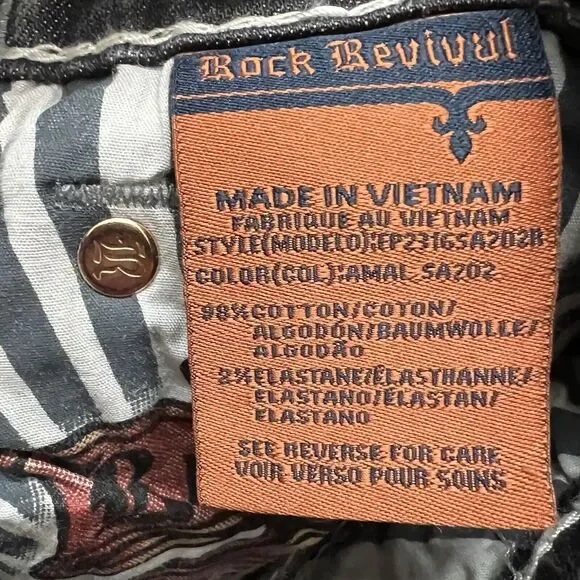 Rock Revival
MADE IN VIETNAM
FABRIQUE AU VIETNAM
STYLE(MODELO):EP2316SA202R
COLOR(COL):AMAL SA202
98%COTTON/COTON/
ALGODÓN/BAUMWOLLE/
ALGODÃO
2%ELASTANE/ÉLASTHANNE/
ELASTANO/ELASTAN/
ELASTANO
SEE REVERSE FOR CARE
VOIR VERSO POUR SOINS
R